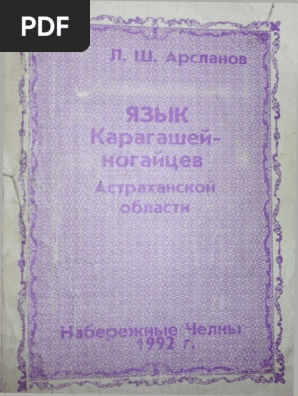 PDF
Л. Ш. Арсланов
ЯЗЫК
Карагашей-
ногайцев
Астраханской
области
Набережные Челны
1992 г.